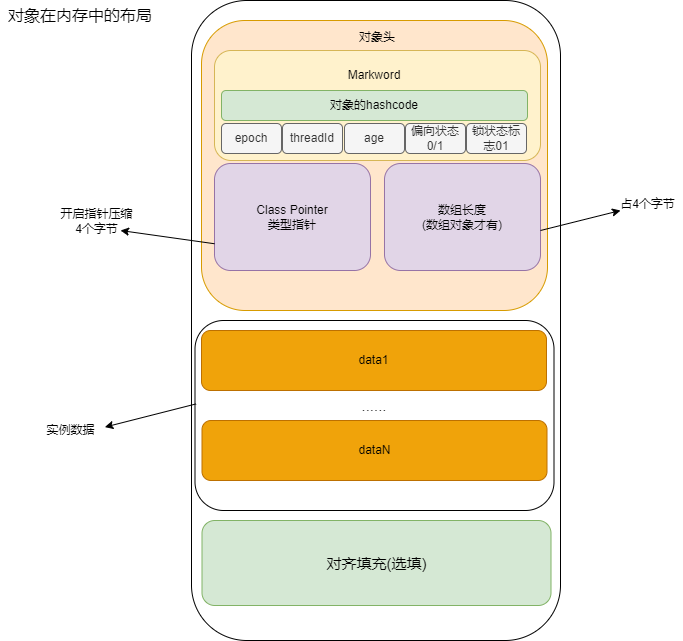 对象在内存中的布局
对象头
Markword
对象的hashcode
epoch
threadId
age
偏向状态
0/1
锁状态标
志01
Class Pointer
类型指针
数组长度
(数组对象才有)
开启指针压缩
4个字节
占4个字节
data1
……
dataN
实例数据
对齐填充(选填)